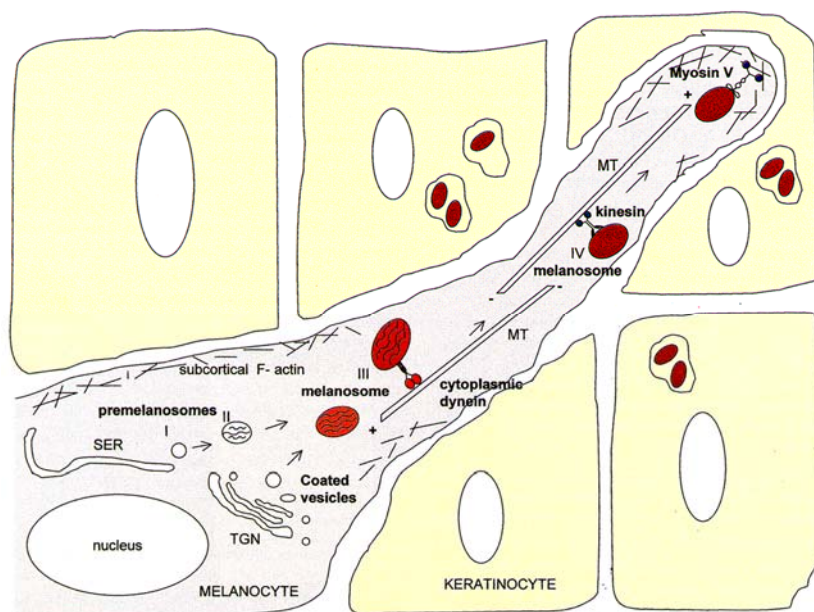 Myosin V
+
MT
kinesin
IV
melanosome
-
-
MT
subcortical F- actin
III
melanosome
cytoplasmic
dynein
premelanosomes
I
II
+
SER
Coated
vesicles
TGN
nucleus
MELANOCYTE
KERATINOCYTE